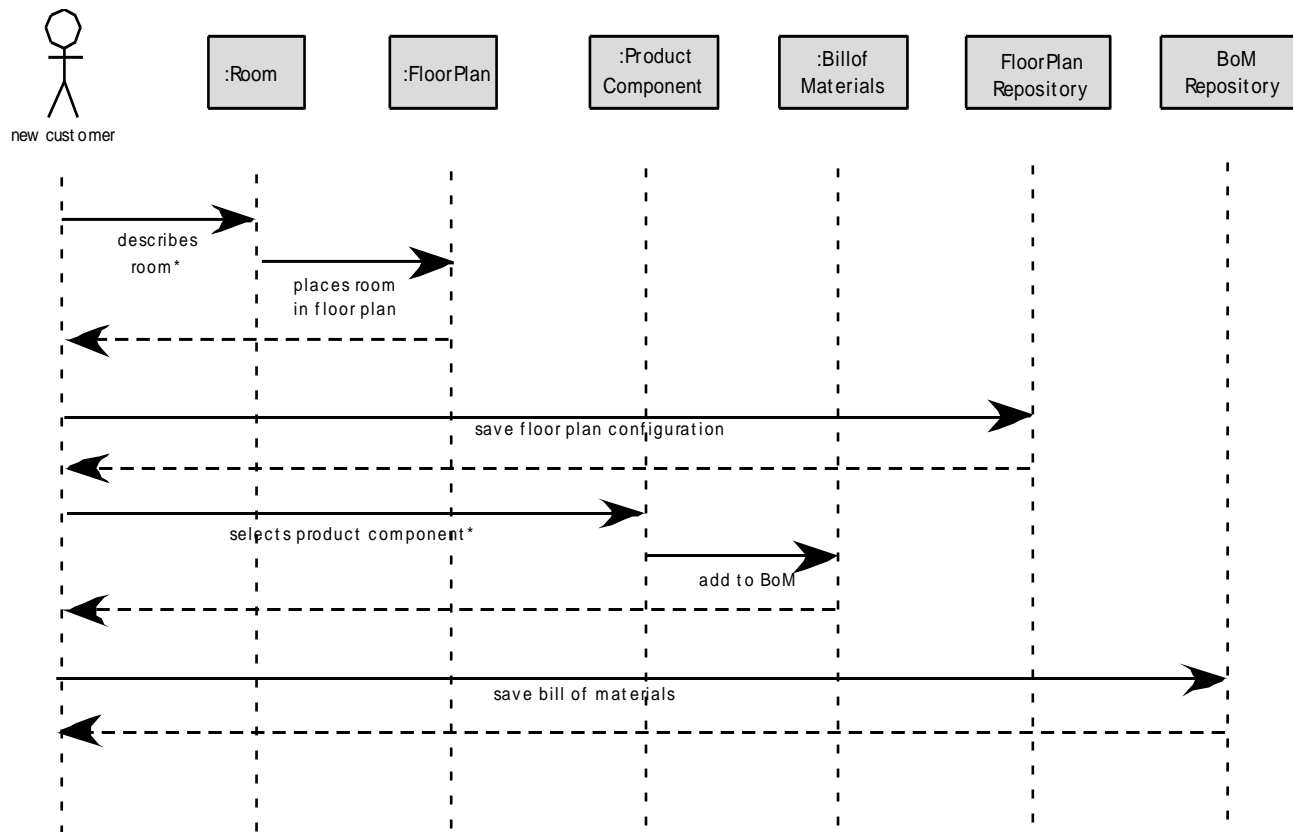 new customer
:Room
:FloorPlan
:Product
Component
:Billof
Materials
FloorPlan
Repository
BoM
Repository
describes
room*
places room
in floor plan
save floor plan configuration
selects product component*
add to BoM
save bill of materials